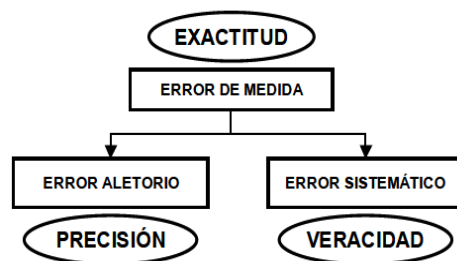 EXACTITUD
ERROR DE MEDIDA
ERROR ALETORIO
ERROR SISTEMÁTICO
PRECISIÓN
VERACIDAD